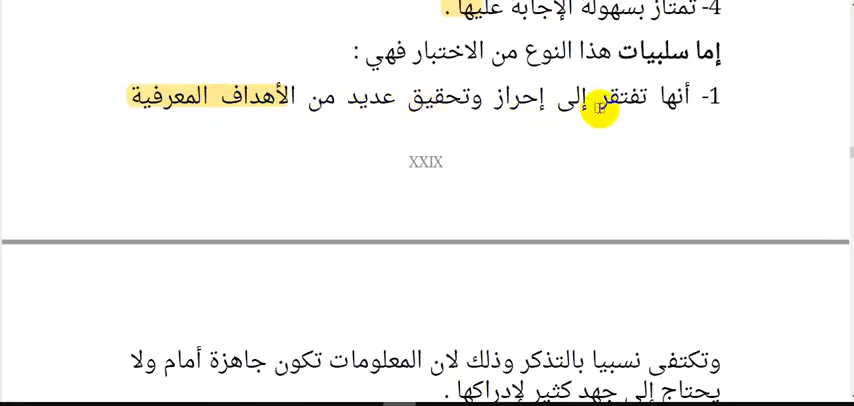 4- تمتاز بسهولة الإجابة عليها .
إما سلبيات هذا النوع من الاختبار فهي :
1- أنها تفتقر إلى إحراز وتحقيق عديد من الأهداف المعرفية
XXIX
وتكتفى نسبيا بالتذكر وذلك لان المعلومات تكون جاهزة أمام ولا
يحتاج إلى جهد كثير لإدراكها .